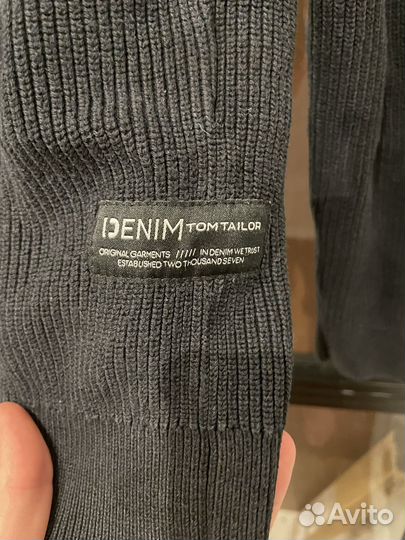 DENIM TOM TAILOR
ORIGINAL GARMENTS ///// IN DENIM WE TRUST
ESTABLISHED TWO THOUSAND SEVEN
Avito